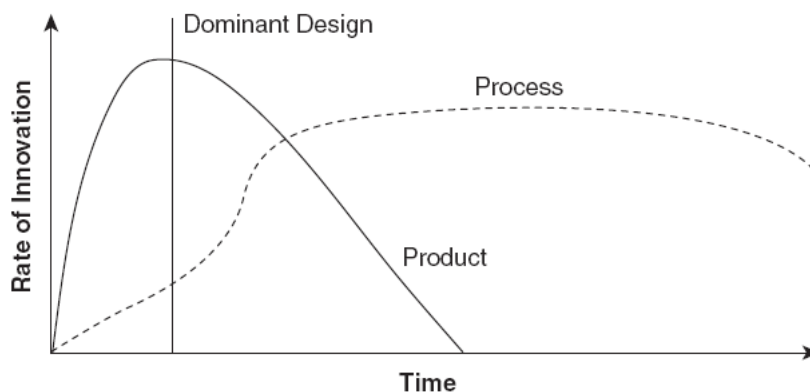 Dominant Design
Process
Rate of Innovation
Product
Time